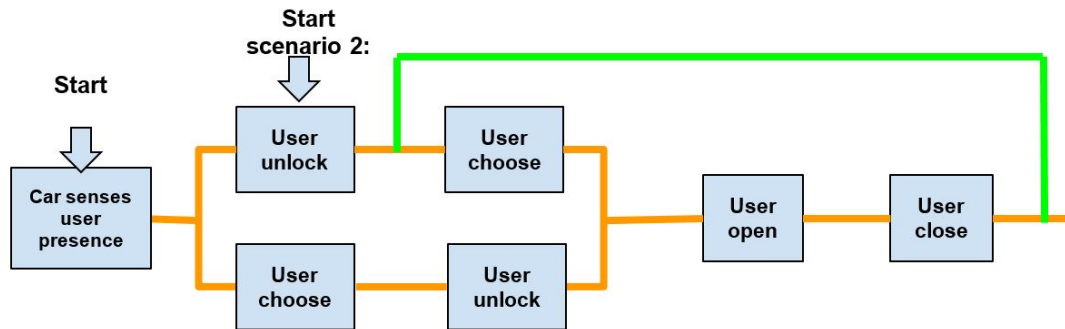 Start
scenario 2:
Start
User
unlock
User
choose
Car senses
user
presence
User
open
User
close
User
choose
User
unlock